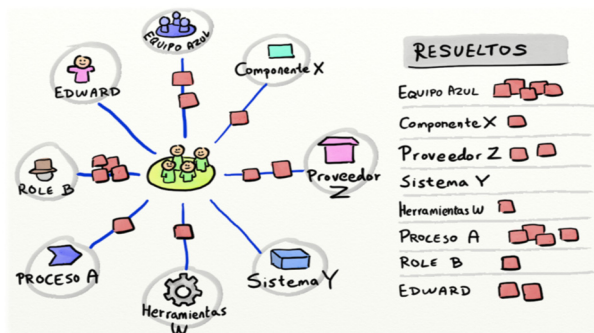 EQUIPO AZUL
Componente X
EDWARD
ROLE B
Proveedor
Z
PROCESO A
Herramientas
W
Sistema Y
RESUELTOS
EQUIPO AZUL
Componente X
Proveedor Z
Sistema Y
Herramientas W
PROCESO A
ROLE B
EDWARD